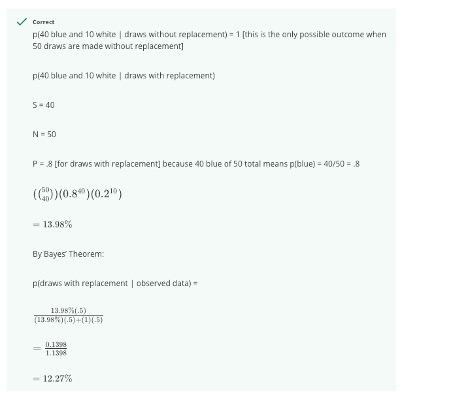 Correct
p(40 blue and 10 white | draws without replacement) = 1 [this is the only possible outcome when
50 draws are made without replacement]
p(40 blue and 10 white | draws with replacement)
S = 40
N = 50
P = .8 [for draws with replacement] because 40 blue of 50 total means p(blue) = 40/50 = .8
((50 40))(0.8^40)(0.2^10)
= 13.98%
By Bayes' Theorem:
p(draws with replacement | observed data) =
13.98%(.5)
(13.98%)(.5)+(1)(.5)
= 0.1398
1.1398
= 12.27%